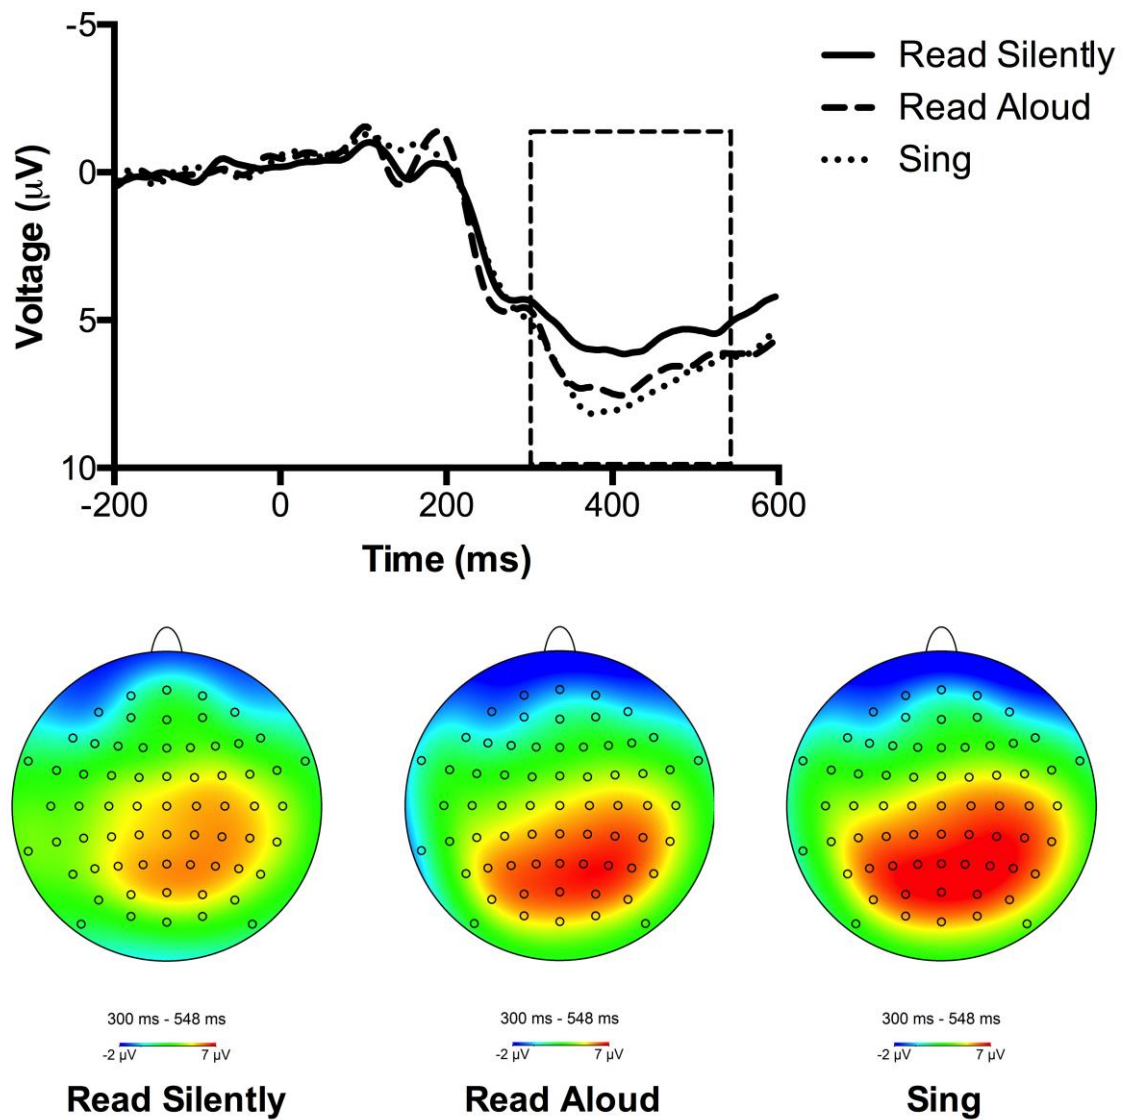 -5
0
5
10
Voltage (μV)
-200 0 200 400 600
Time (ms)
Read Silently
Read Aloud
Sing
300 ms - 548 ms
-2 μV 7 μV
Read Silently
300 ms - 548 ms
-2 μV 7 μV
Read Aloud
300 ms - 548 ms
-2 μV 7 μV
Sing